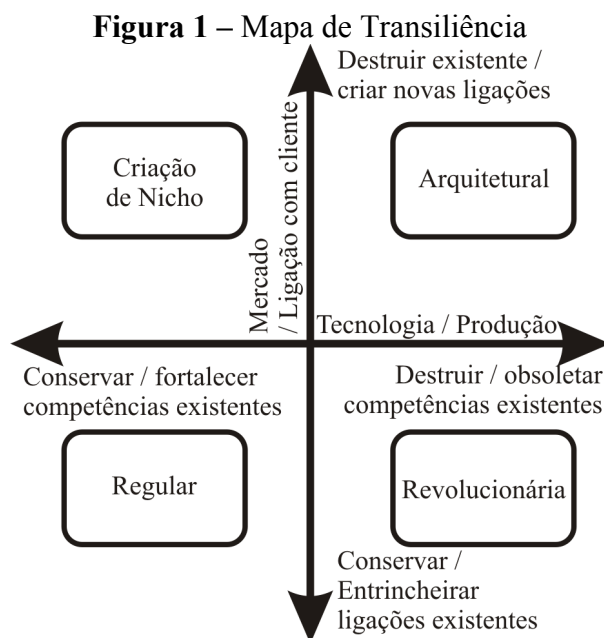 Figura 1 – Mapa de Transiliência
Destruir existente /
criar novas ligações
Criação
de Nicho
Arquitetural
Mercado
/ Ligação com cliente
Tecnologia / Produção
Conservar / fortalecer
competências existentes
Destruir / obsoletar
competências existentes
Regular
Revolucionária
Conservar /
Entrincheirar
ligações existentes